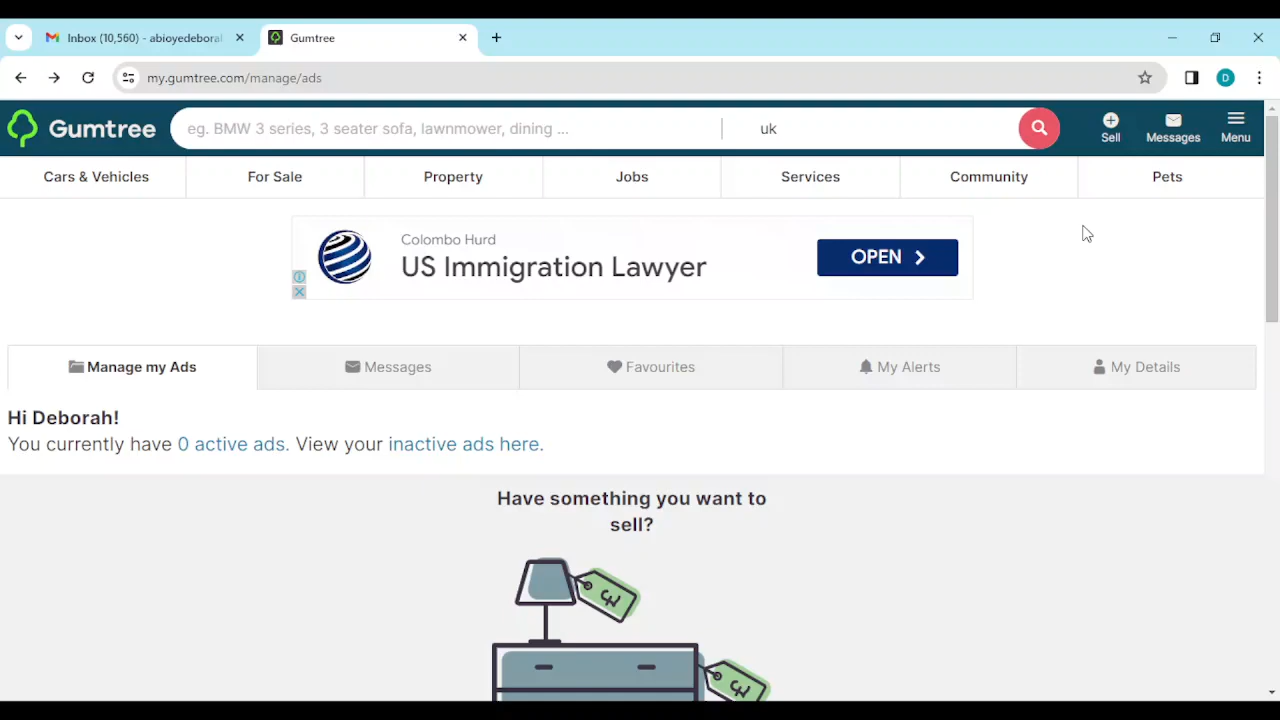 Inbox (10,560) - abioyedeboral
Gumtree
my.gumtree.com/manage/ads
D
Gumtree
eg. BMW 3 series, 3 seater sofa, lawnmower, dining ...
uk
Sell
Messages
Menu
Cars & Vehicles
For Sale
Property
Jobs
Services
Community
Pets
Colombo Hurd
US Immigration Lawyer
OPEN
Manage my Ads
Messages
Favourites
My Alerts
My Details
Hi Deborah!
You currently have 0 active ads. View your inactive ads here.
Have something you want to
sell?
£
£